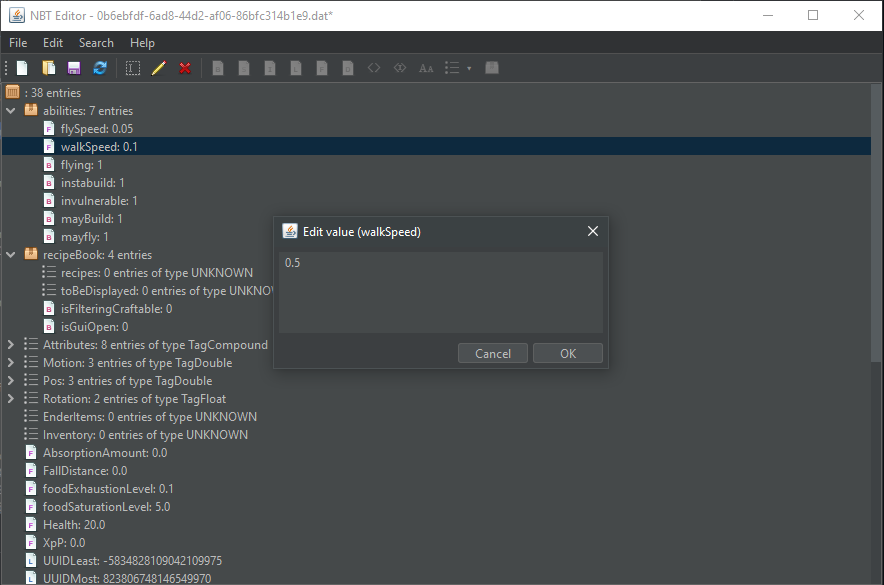 NBT Editor - 0b6ebfdf-6ad8-44d2-af06-86bfc314b1e9.dat*
File Edit Search Help
: 38 entries
abilities: 7 entries
flySpeed: 0.05
walkSpeed: 0.1
flying: 1
instabuild: 1
invulnerable: 1
mayBuild: 1
mayfly: 1
recipeBook: 4 entries
recipes: 0 entries of type UNKNOWN
toBeDisplayed: 0 entries of type UNKNO
isFilteringCraftable: 0
isGuiOpen: 0
Attributes: 8 entries of type TagCompound
Motion: 3 entries of type TagDouble
Pos: 3 entries of type TagDouble
Rotation: 2 entries of type TagFloat
EnderItems: 0 entries of type UNKNOWN
Inventory: 0 entries of type UNKNOWN
AbsorptionAmount: 0.0
FallDistance: 0.0
foodExhaustionLevel: 0.1
foodSaturationLevel: 5.0
Health: 20.0
XpP: 0.0
UUIDLeast: -5834828109042109975
UUIDMost: 823806748146549970
Edit value (walkSpeed)
0.5
Cancel OK